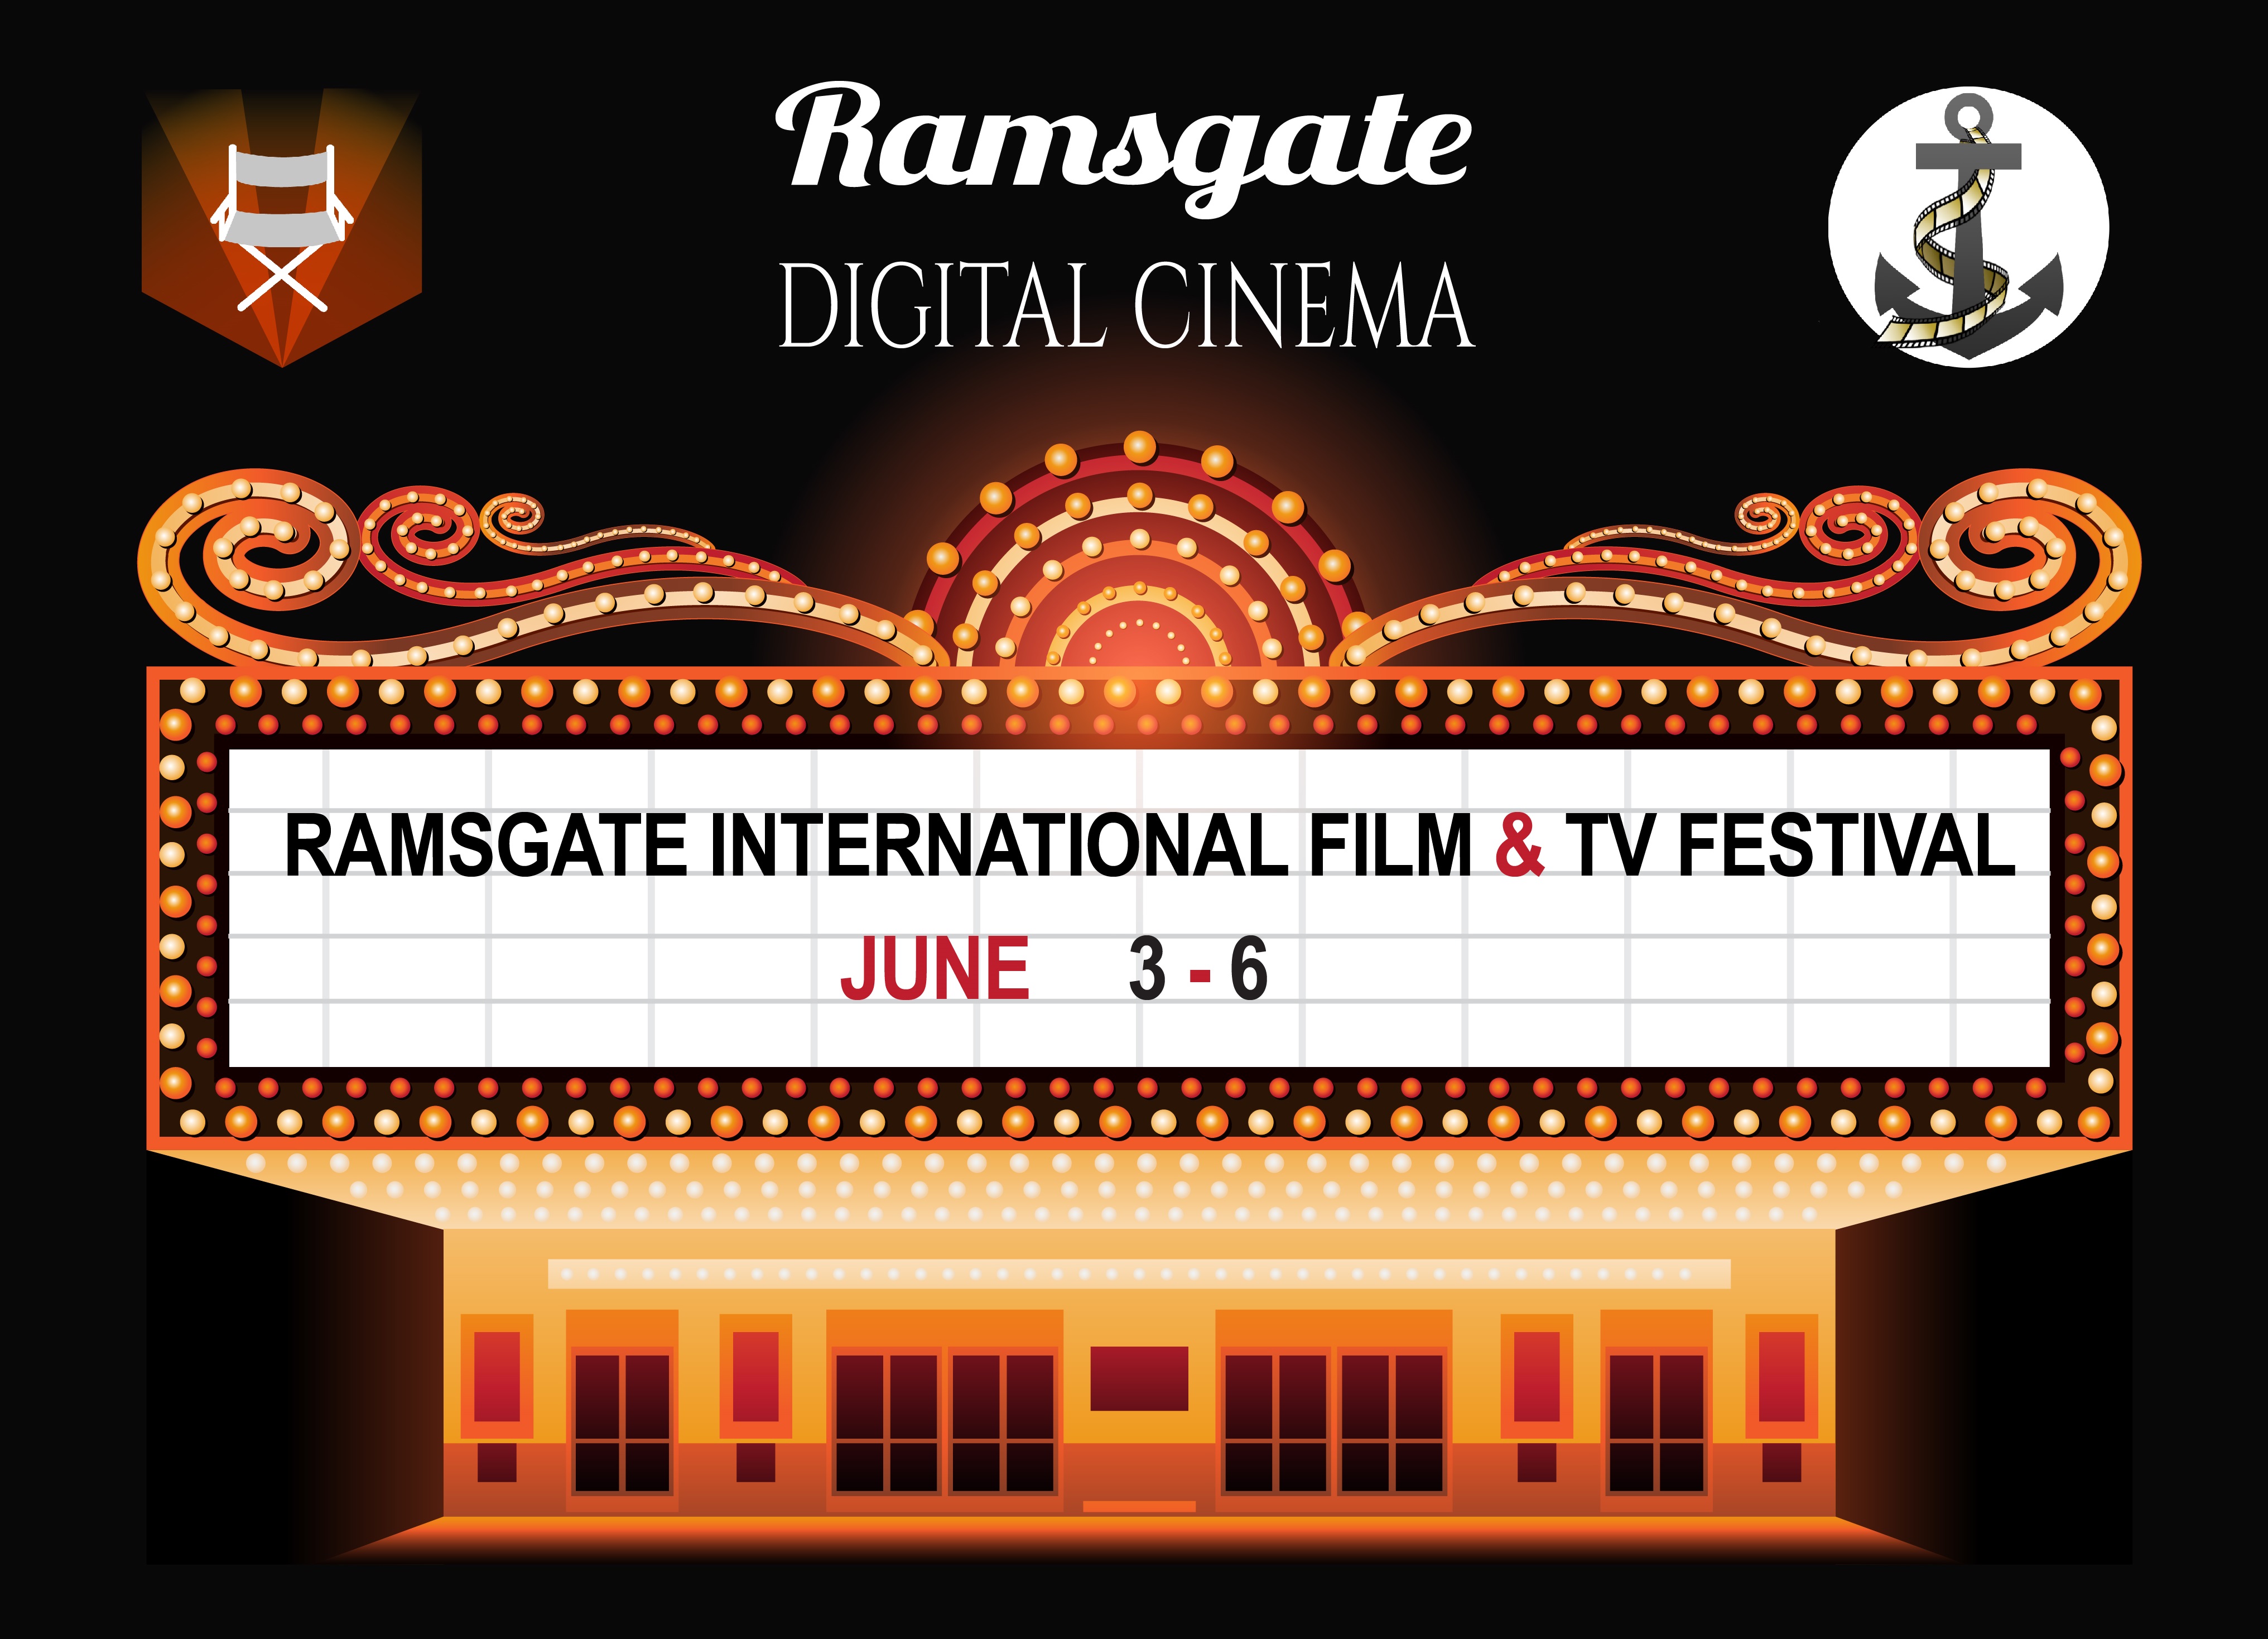 Ramsgate
DIGITAL CINEMA
RAMSGATE INTERNATIONAL FILM & TV FESTIVAL
JUNE 3 - 6